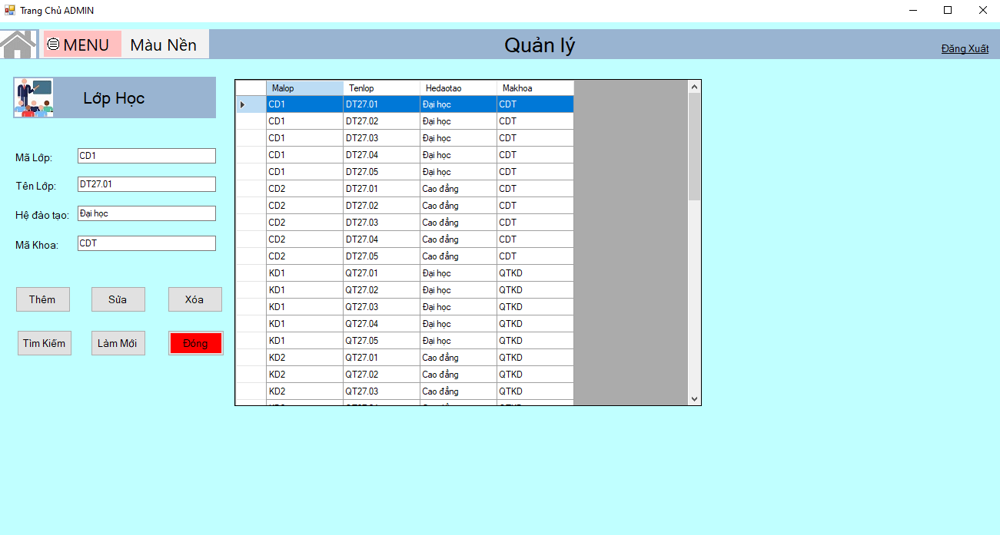 Trang Chủ ADMIN
MENU Màu Nền Quản lý Đăng Xuất
Lớp Học
Mã Lớp: CD1
Tên Lớp: DT27.01
Hệ đào tạo: Đại học
Mã Khoa: CDT
Thêm Sửa Xóa
Tìm Kiếm Làm Mới Đóng
Malop Tenlop Hedaotao Makhoa
CD1 DT27.01 Đại học CDT
CD1 DT27.02 Đại học CDT
CD1 DT27.03 Đại học CDT
CD1 DT27.04 Đại học CDT
CD1 DT27.05 Đại học CDT
CD2 DT27.01 Cao đẳng CDT
CD2 DT27.02 Cao đẳng CDT
CD2 DT27.03 Cao đẳng CDT
CD2 DT27.04 Cao đẳng CDT
CD2 DT27.05 Cao đẳng CDT
KD1 QT27.01 Đại học QTKD
KD1 QT27.02 Đại học QTKD
KD1 QT27.03 Đại học QTKD
KD1 QT27.04 Đại học QTKD
KD1 QT27.05 Đại học QTKD
KD2 QT27.01 Cao đẳng QTKD
KD2 QT27.02 Cao đẳng QTKD
KD2 QT27.03 Cao đẳng QTKD